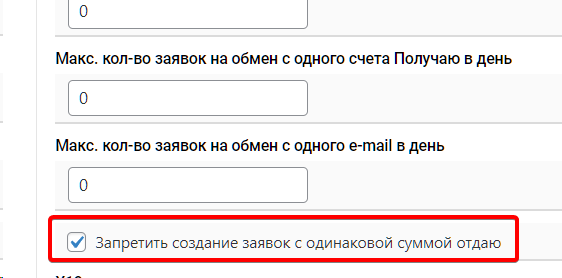 0
Макс. кол-во заявок на обмен с одного счета Получаю в день
0
Макс. кол-во заявок на обмен с одного e-mail в день
0
Запретить создание заявок с одинаковой суммой отдаю